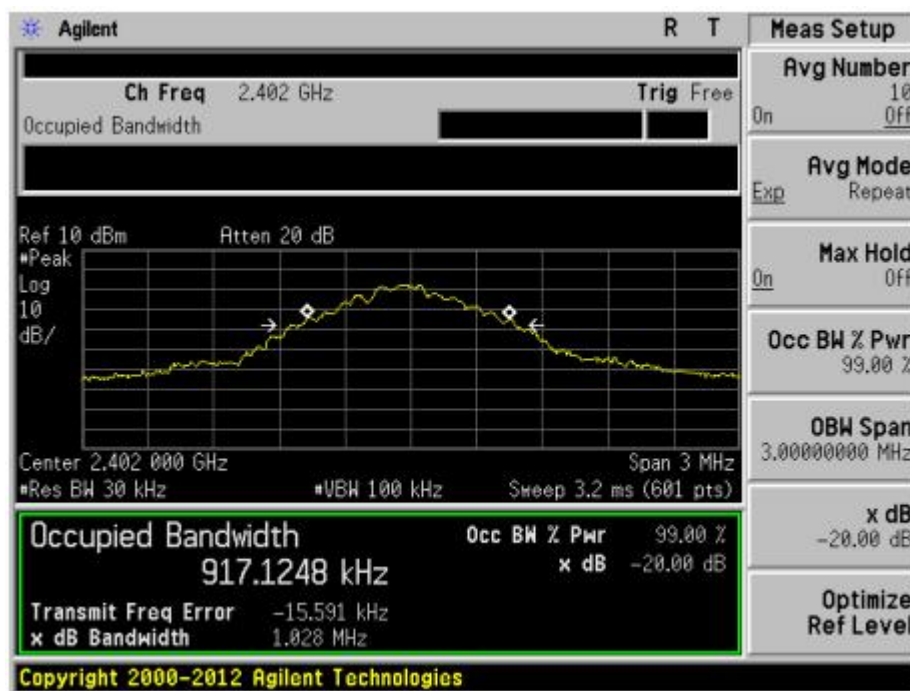 Agilent R T Meas Setup
Ch Freq 2.402 GHz Trig Free
Occupied Bandwidth
Ref 10 dBm Atten 20 dB
#Peak
Log
10
dB/
Center 2.402 000 GHz Span 3 MHz
#Res BW 30 kHz #VBW 100 kHz Sweep 3.2 ms (601 pts)
Occupied Bandwidth
917.1248 kHz
Occ BW % Pwr 99.00 %
x dB -20.00 dB
Transmit Freq Error -15.591 kHz
x dB Bandwidth 1.028 MHz
Copyright 2000-2012 Agilent Technologies
Avg Number
10
On Off
Avg Mode
Exp Repeat
Max Hold
On Off
Occ BW % Pwr
99.00 %
OBW Span
3.00000000 MHz
x dB
-20.00 dB
Optimize
Ref Level